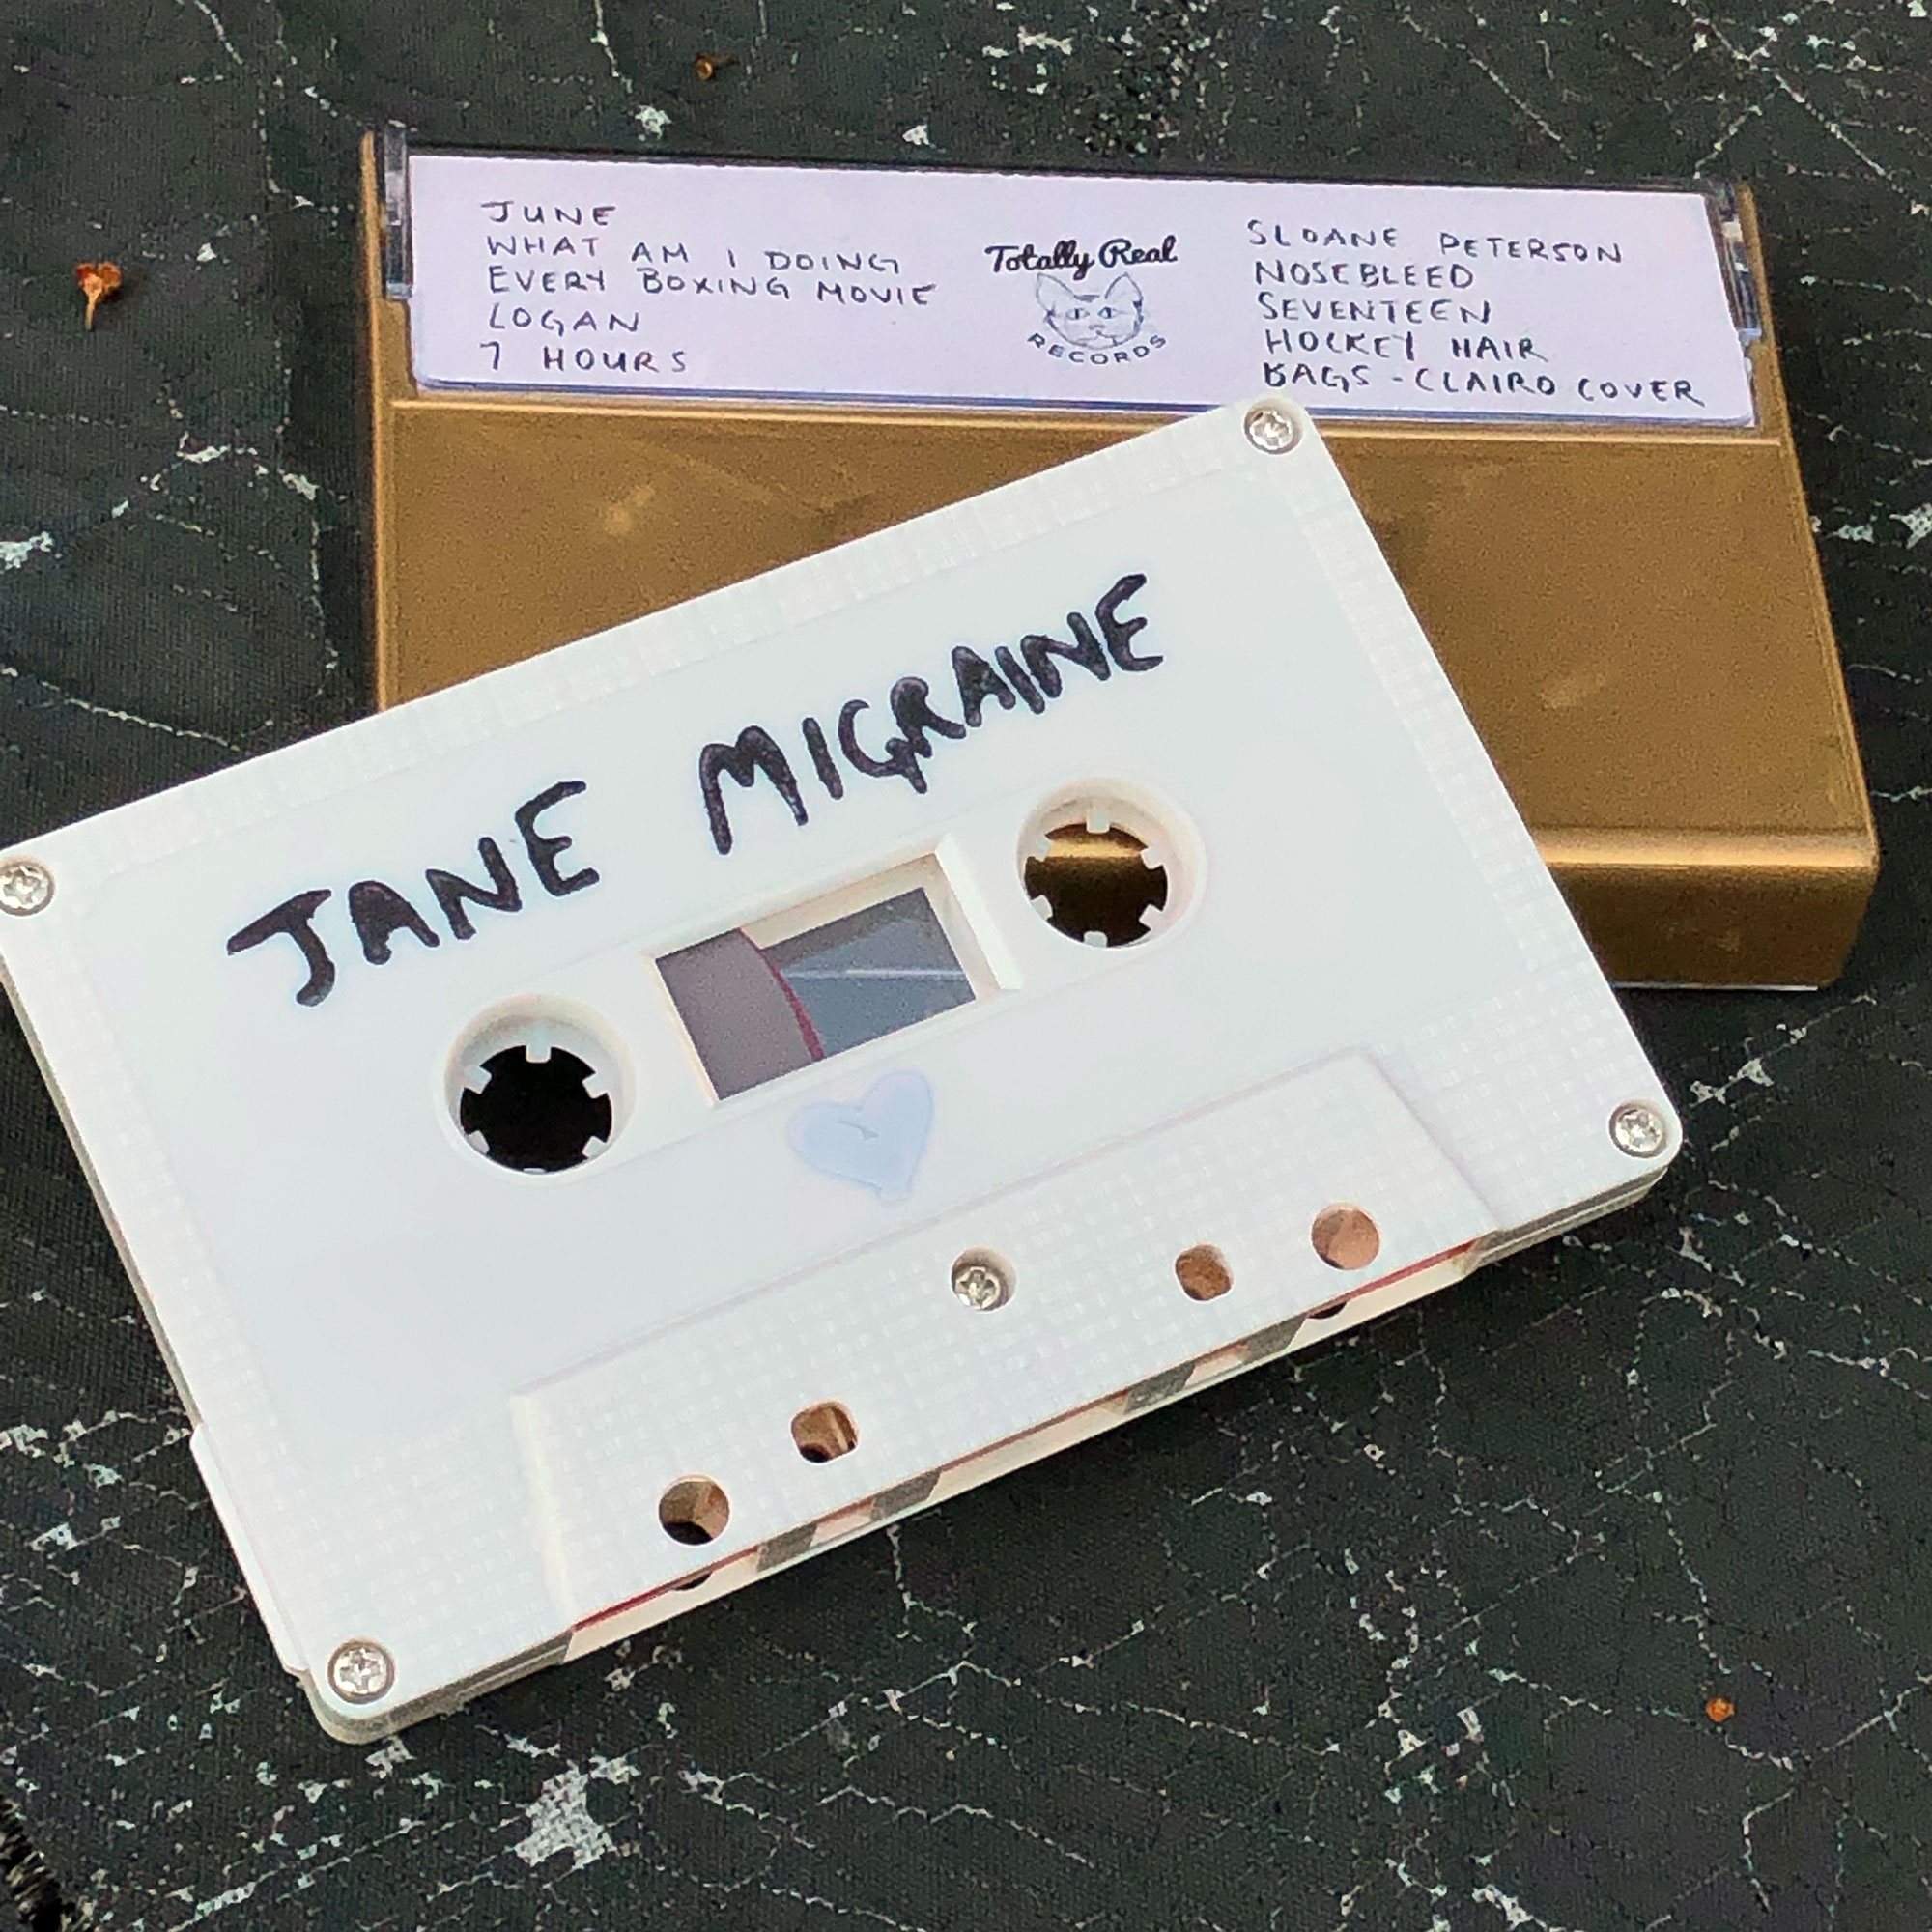 JUNE
WHAT AM I DOING
EVERY BOXING MOVIE
LOGAN
7 HOURS
Totally Real
RECORDS
SLOANE PETERSON
NOSEBLEED
SEVENTEEN
HOCKEY HAIR
BAGS - CLAIRO COVER
JANE MIGRAINE